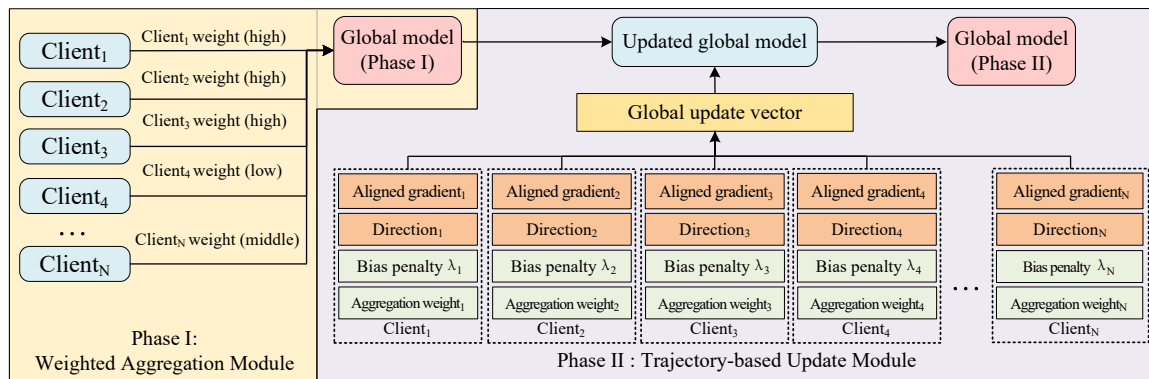 Client₁
Client₁ weight (high)
Client₂
Client₂ weight (high)
Client₃
Client₃ weight (high)
Client₄
Client₄ weight (low)
...
Client_N
Client_N weight (middle)
Phase I:
Weighted Aggregation Module
Global model
(Phase I)
Updated global model
Global model
(Phase II)
Global update vector
Aligned gradient₁
Direction₁
Bias penalty λ₁
Aggregation weight₁
Client₁
Aligned gradient₂
Direction₂
Bias penalty λ₂
Aggregation weight₂
Client₂
Aligned gradient₃
Direction₃
Bias penalty λ₃
Aggregation weight₃
Client₃
Aligned gradient₄
Direction₄
Bias penalty λ₄
Aggregation weight₄
Client₄
...
Aligned gradient_N
Direction_N
Bias penalty λ_N
Aggregation weight_N
Client_N
Phase II : Trajectory-based Update Module